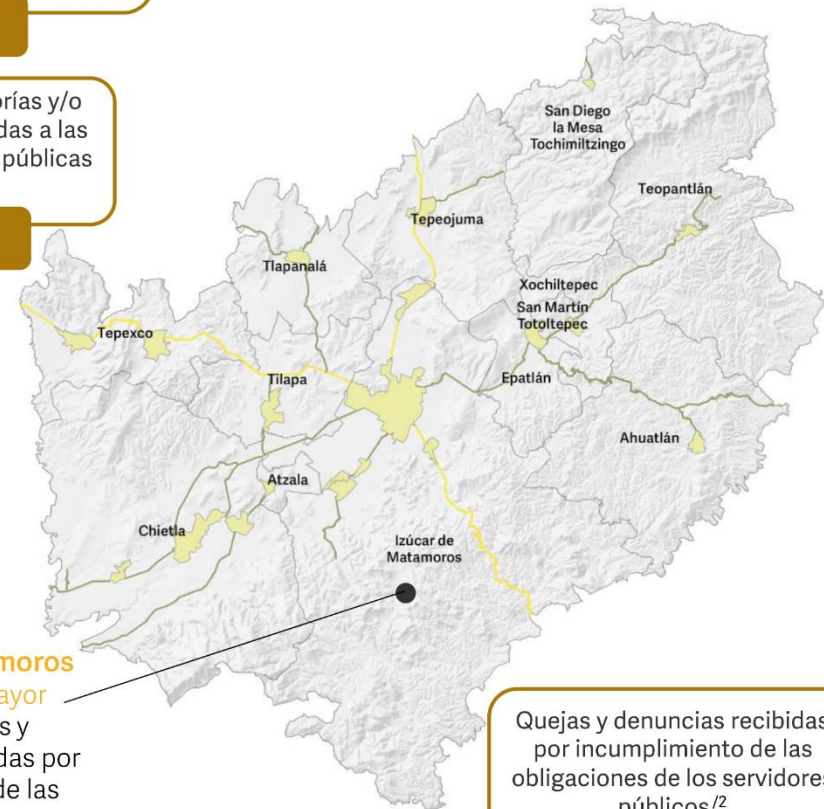 orías y/o
das a las
públicas
San Diego
la Mesa
Tochimiltzingo
Teopantlán
Tepeojuma
Tlapanalá
Xochiltepec
San Martín
Totoltepec
Tepexco
Tilapa
Epatlán
Ahuatlán
Atzala
Chietla
Izúcar de
Matamoros
moros
ayor
s y
das por
de las
Quejas y denuncias recibidas
por incumplimiento de las
obligaciones de los servidores
públicos/2